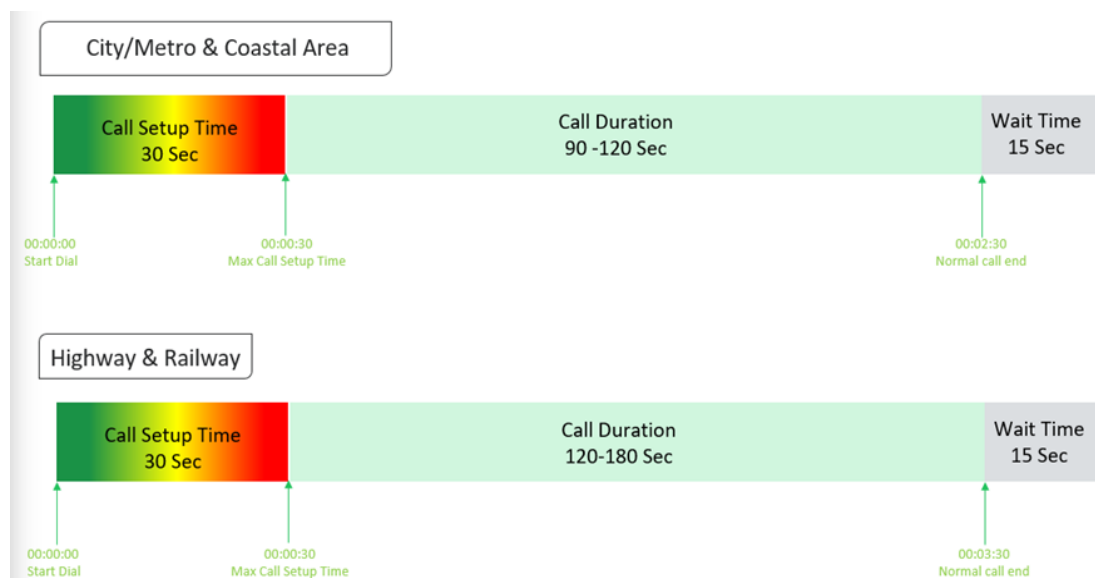 City/Metro & Coastal Area
Call Setup Time
30 Sec
Call Duration
90 -120 Sec
Wait Time
15 Sec
00:00:00
Start Dial
00:00:30
Max Call Setup Time
00:02:30
Normal call end
Highway & Railway
Call Setup Time
30 Sec
Call Duration
120-180 Sec
Wait Time
15 Sec
00:00:00
Start Dial
00:00:30
Max Call Setup Time
00:03:30
Normal call end